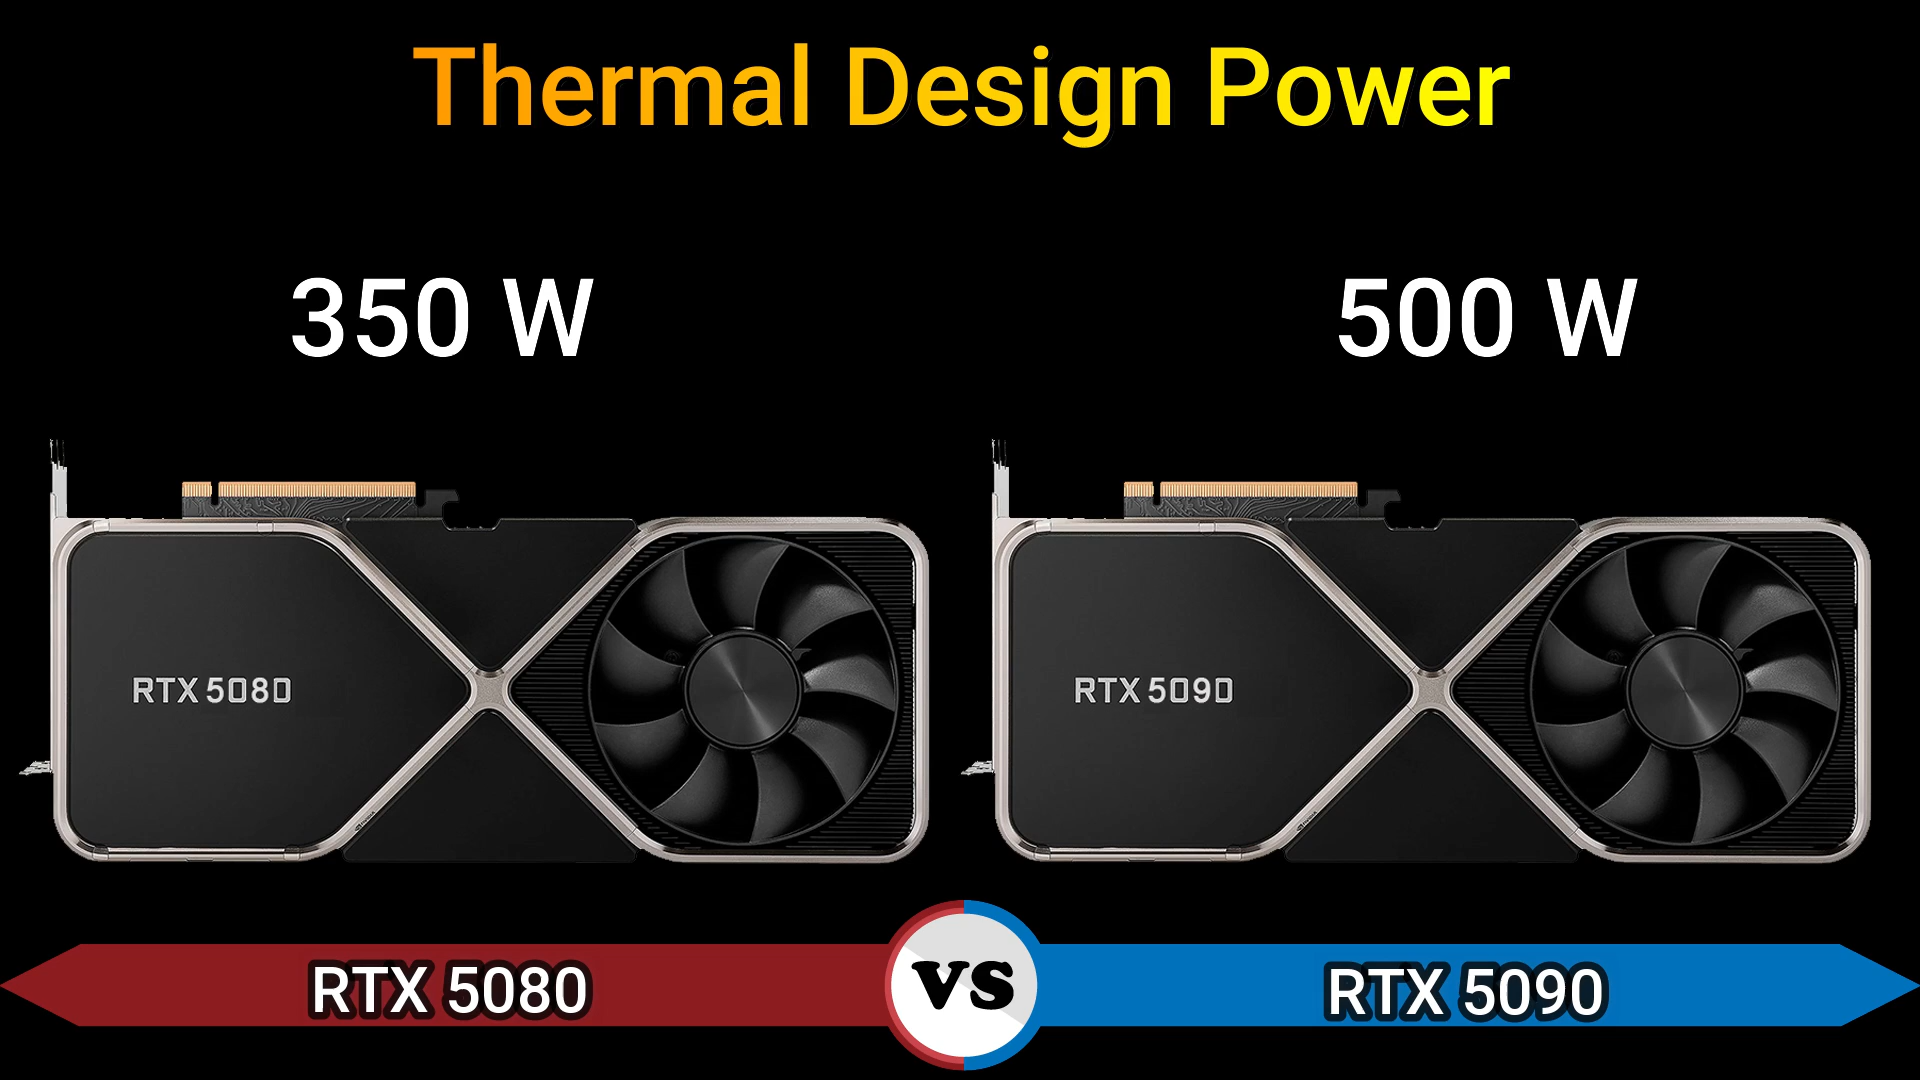 Thermal Design Power
350 W
500 W
RTX 5080
RTX 5090
RTX 5080
VS
RTX 5090